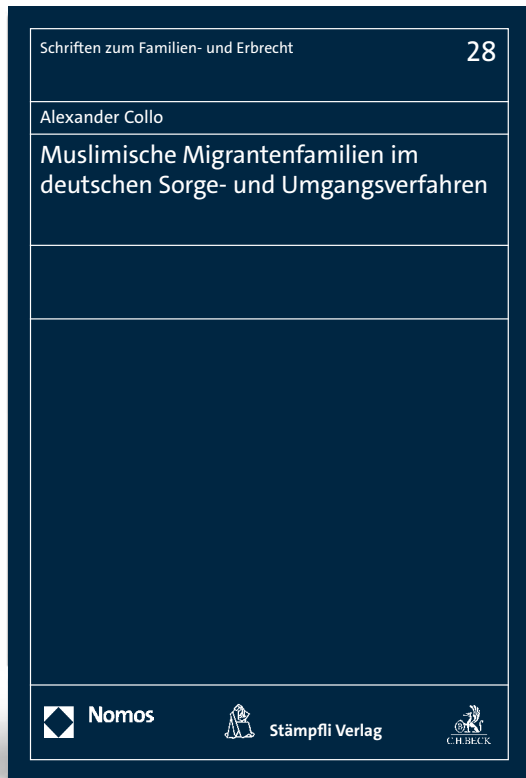 Schriften zum Familien- und Erbrecht
28
Alexander Collo
Muslimische Migrantenfamilien im
deutschen Sorge- und Umgangsverfahren
Nomos
Stämpfli Verlag
C.H.BECK